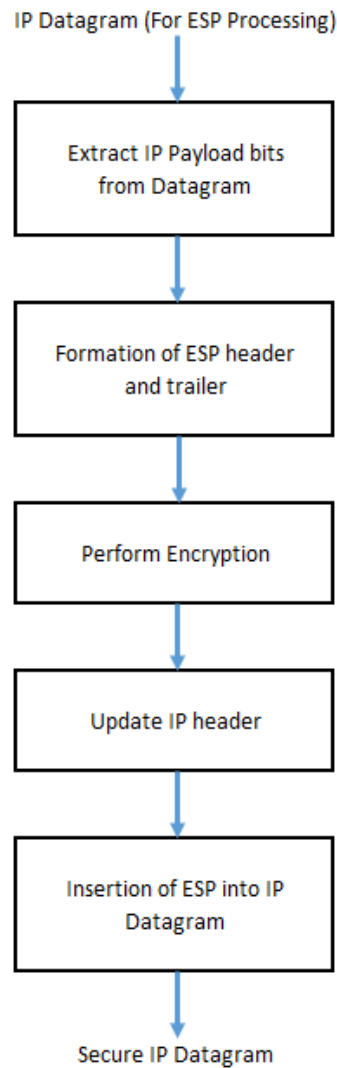 IP Datagram (For ESP Processing)
Extract IP Payload bits
from Datagram
Formation of ESP header
and trailer
Perform Encryption
Update IP header
Insertion of ESP into IP
Datagram
Secure IP Datagram